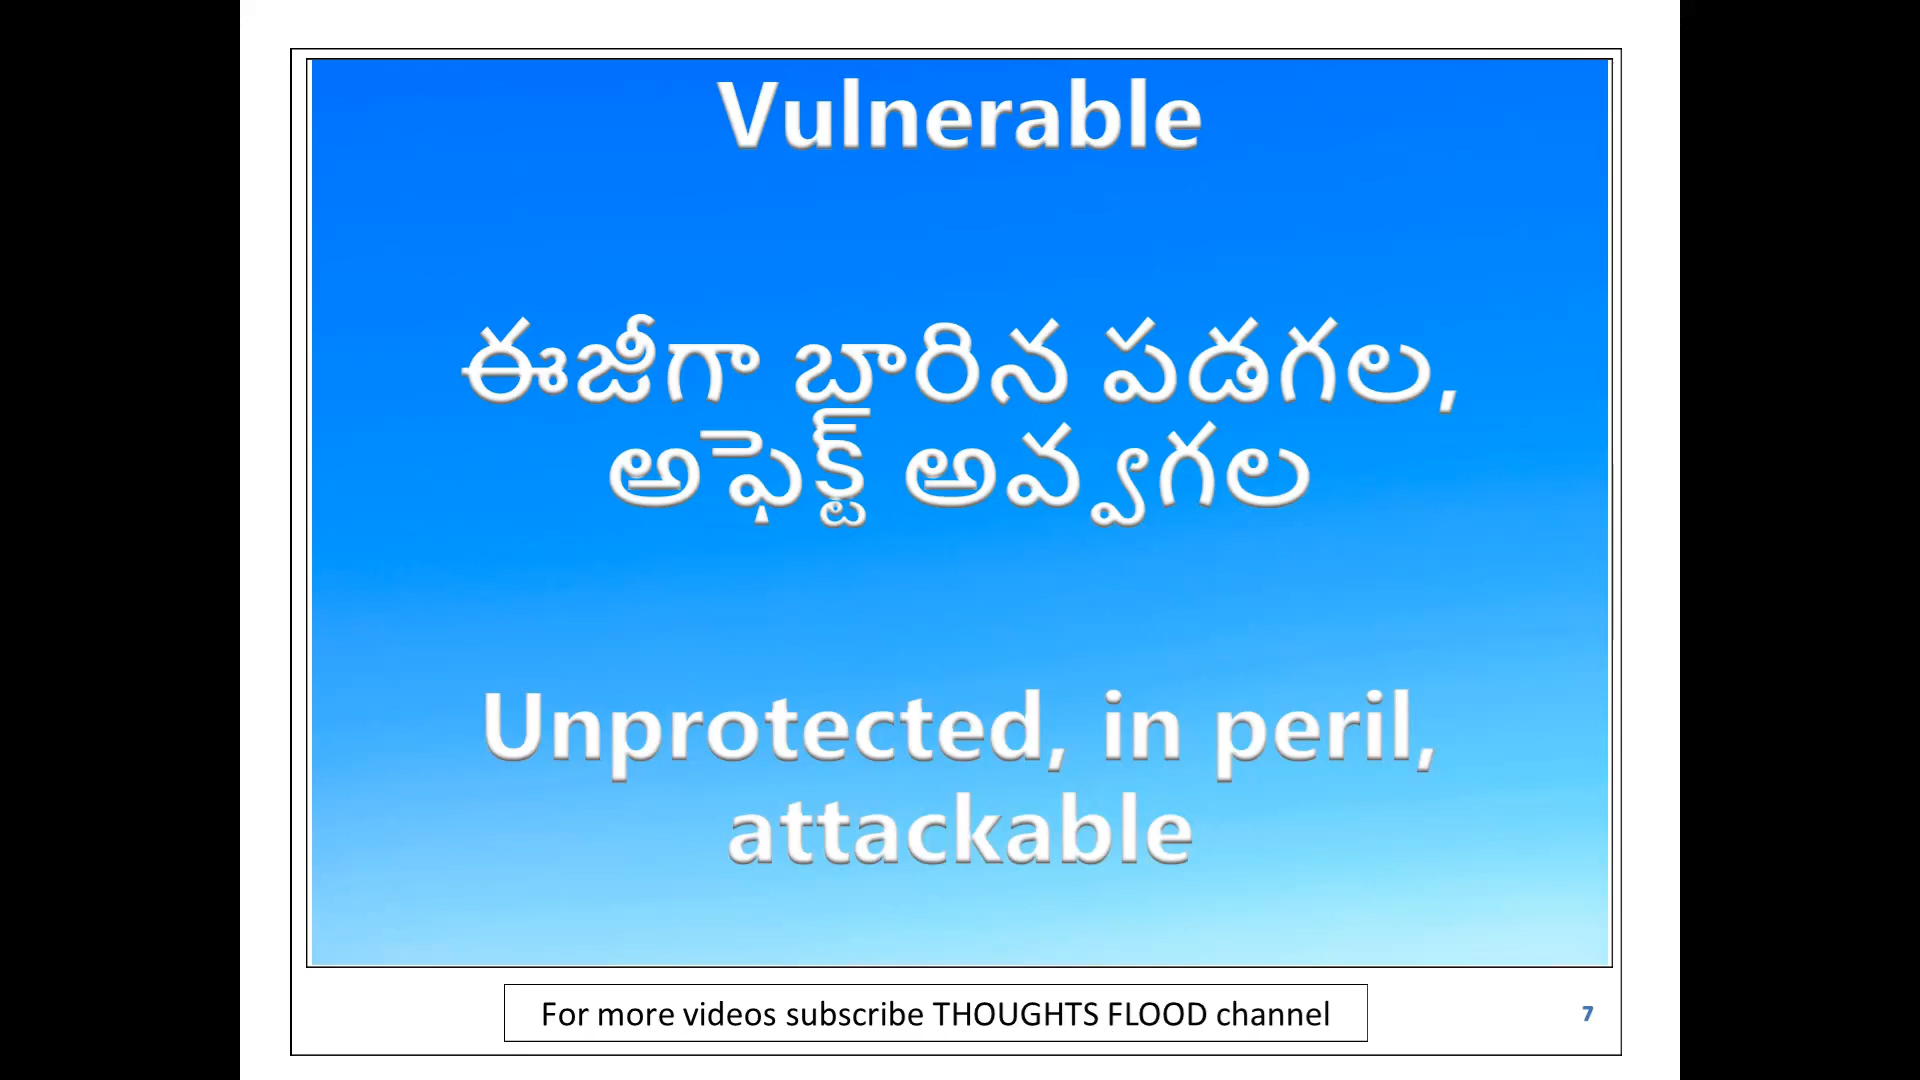 Vulnerable
ఈజీగా బ్బారిన పడగల,
అఫెక్ట్ అవ్వగల
Unprotected, in peril,
attackable
For more videos subscribe THOUGHTS FLOOD channel
7